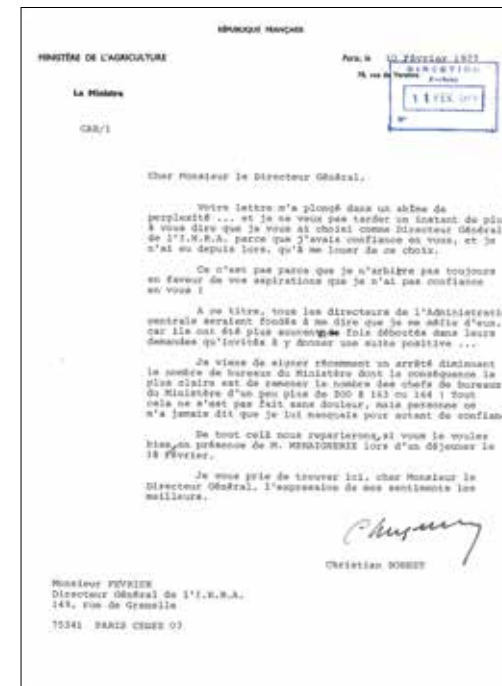 RÉPUBLIQUE FRANÇAISE
MINISTÈRE DE L'AGRICULTURE
Paris, le 10 Février 1977
78, rue de Varenne
DIRECTION
11 FEV. 1977
Le Ministre
CAB/1
Cher Monsieur le Directeur Général,
Votre lettre m'a plongé dans un abîme de
perplexité ... et je ne veux pas tarder un instant de plu
à vous dire que je vous ai choisi comme Directeur Général
de l'I.N.R.A. parce que j'avais confiance en vous, et je
n'ai eu depuis lors, qu'à me louer de ce choix.
Ce n'est pas parce que je n'arbitre pas toujours
en faveur de vos aspirations que je n'ai pas confiance
en vous !
A ce titre, tous les directeurs de l'Administrati
centrale seraient fondés à me dire que je me méfie d'eux,
car ils ont été plus souvent de fois déboutés dans leurs
demandes qu'invités à y donner une suite positive ...
Je viens de signer récemment un arrêté diminuant
le nombre de bureaux du Ministère dont la conséquence la
plus claire est de ramener le nombre des chefs de bureaux
du Ministère d'un peu plus de 200 à 163 ou 164 ! Tout
cela ne s'est pas fait sans douleur, mais personne ne
m'a jamais dit que je lui manquais pour autant de confian
De tout celà nous reparlerons, si vous le voulez
bien, en présence de M. MEHAIGNERIE lors d'un déjeuner le
18 Février.
Je vous prie de trouver ici, cher Monsieur le
Directeur Général, l'expression de mes sentiments les
meilleurs.
Christian BONNET
Monsieur FEVRIER
Directeur Général de l'I.N.R.A.
149, rue de Grenelle
75341 PARIS CEDEX 07